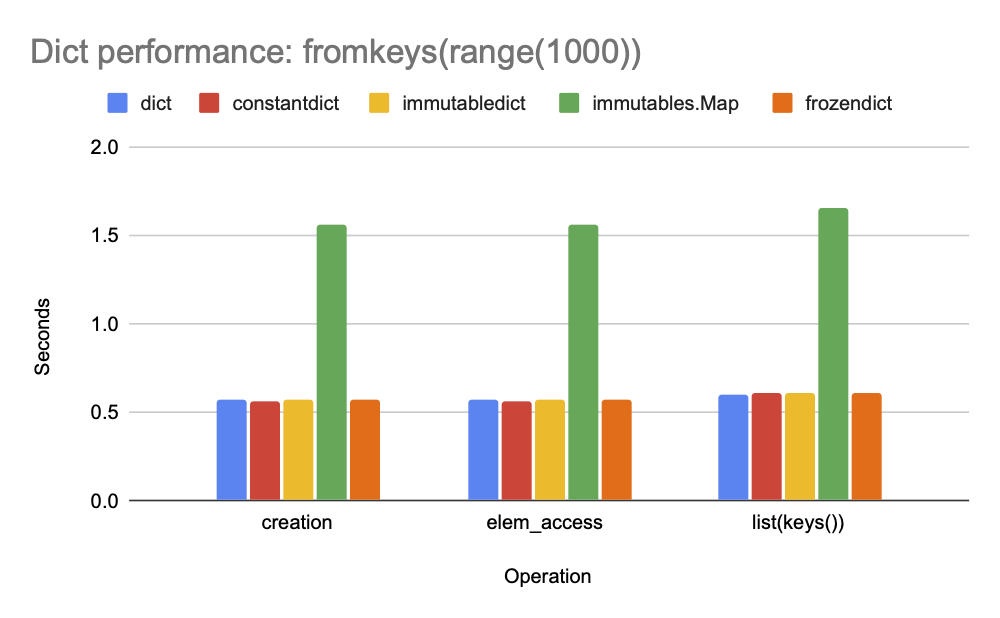 Dict performance: fromkeys(range(1000))
dict constantdict immutabledict immutables.Map frozendict
2.0
1.5
1.0
0.5
0.0
Seconds
creation elem_access list(keys())
Operation